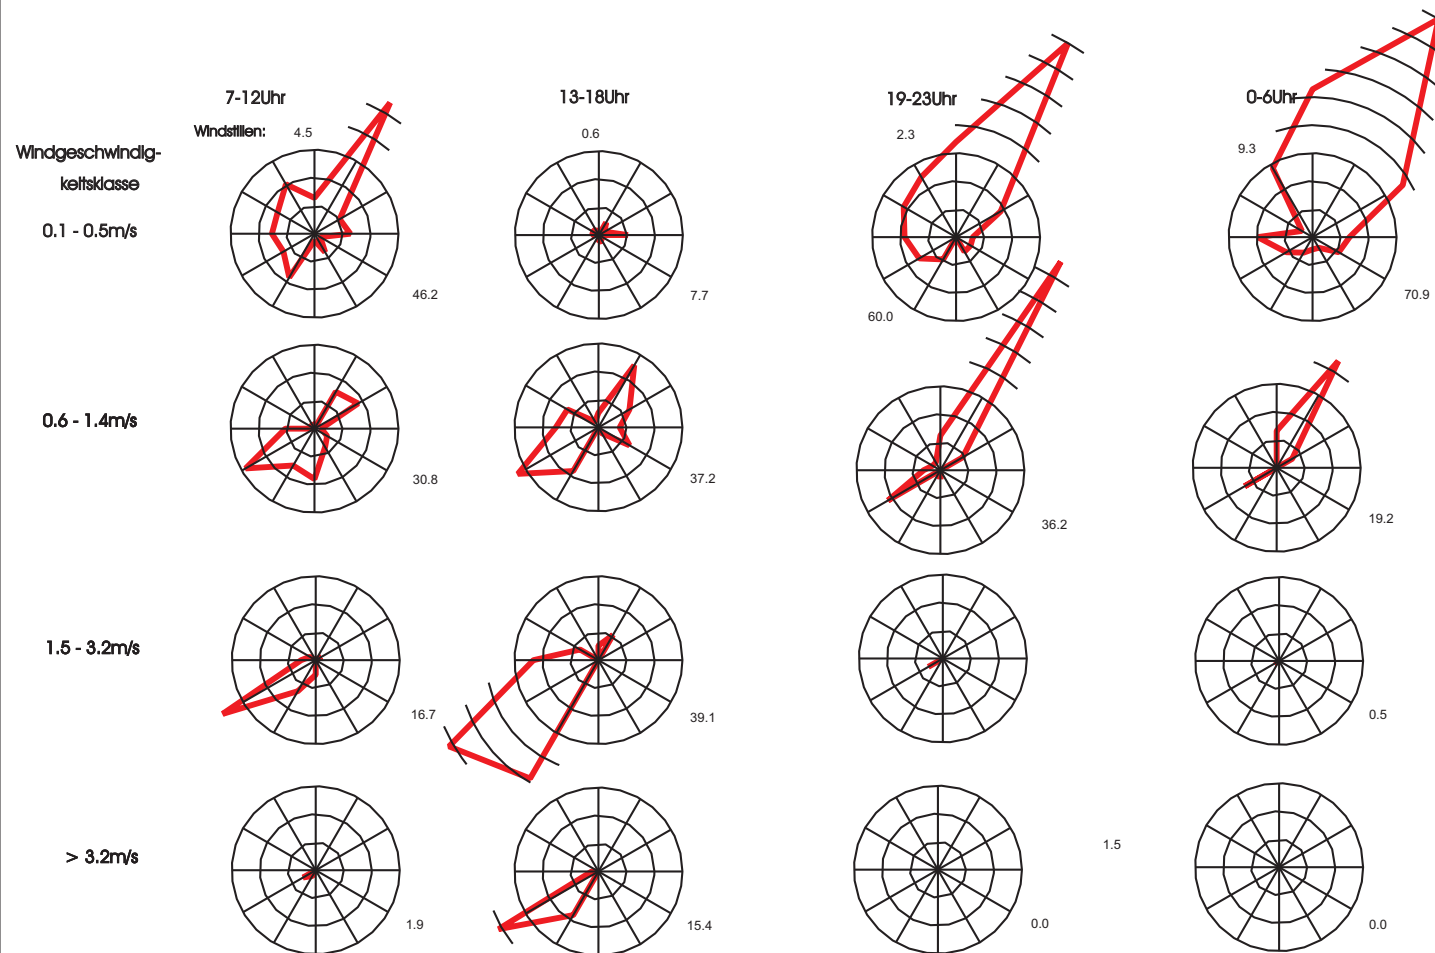 7-12Uhr
13-18Uhr
19-23Uhr
0-6Uhr
Windstillen: 4.5
0.6
2.3
9.3
Windgeschwindig-
keitsklasse
0.1 - 0.5m/s
46.2
7.7
60.0
70.9
0.6 - 1.4m/s
30.8
37.2
36.2
19.2
1.5 - 3.2m/s
16.7
39.1
0.5
1.5
> 3.2m/s
1.9
15.4
0.0
0.0